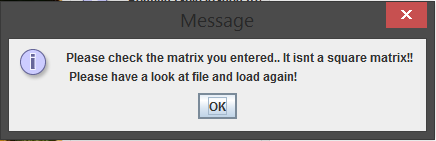 Message
Please check the matrix you entered.. It isnt a square matrix!!
Please have a look at file and load again!
OK